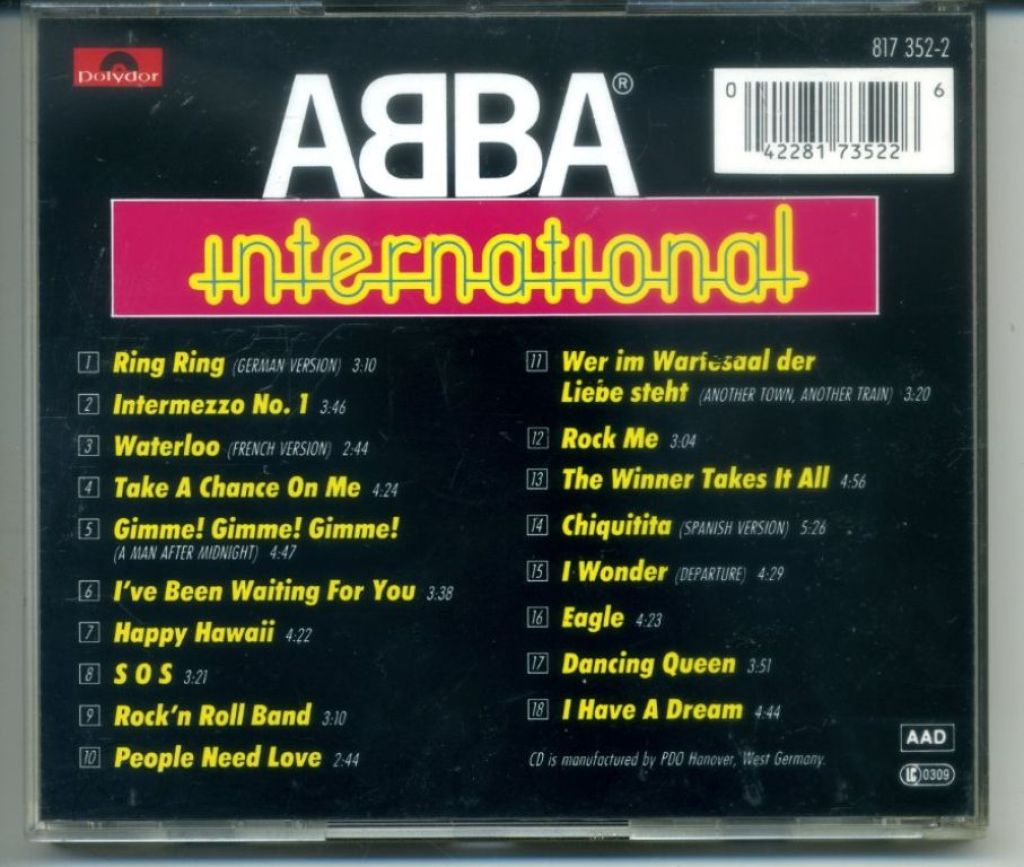 polydor
817 352-2
ABBA®
0 42281 73522 6
international
1 Ring Ring (GERMAN VERSION) 3:10
2 Intermezzo No. 1 3:46
3 Waterloo (FRENCH VERSION) 2:44
4 Take A Chance On Me 4:24
5 Gimme! Gimme! Gimme!
(A MAN AFTER MIDNIGHT) 4:47
6 I've Been Waiting For You 3:38
7 Happy Hawaii 4:22
8 S O S 3:21
9 Rock'n Roll Band 3:10
10 People Need Love 2:44
11 Wer im Wartesaal der
Liebe steht (ANOTHER TOWN, ANOTHER TRAIN) 3:20
12 Rock Me 3:04
13 The Winner Takes It All 4:56
14 Chiquitita (SPANISH VERSION) 5:26
15 I Wonder (DEPARTURE) 4:29
16 Eagle 4:23
17 Dancing Queen 3:51
18 I Have A Dream 4:44
CD is manufactured by PDO Hanover, West Germany.
AAD
LC 0309